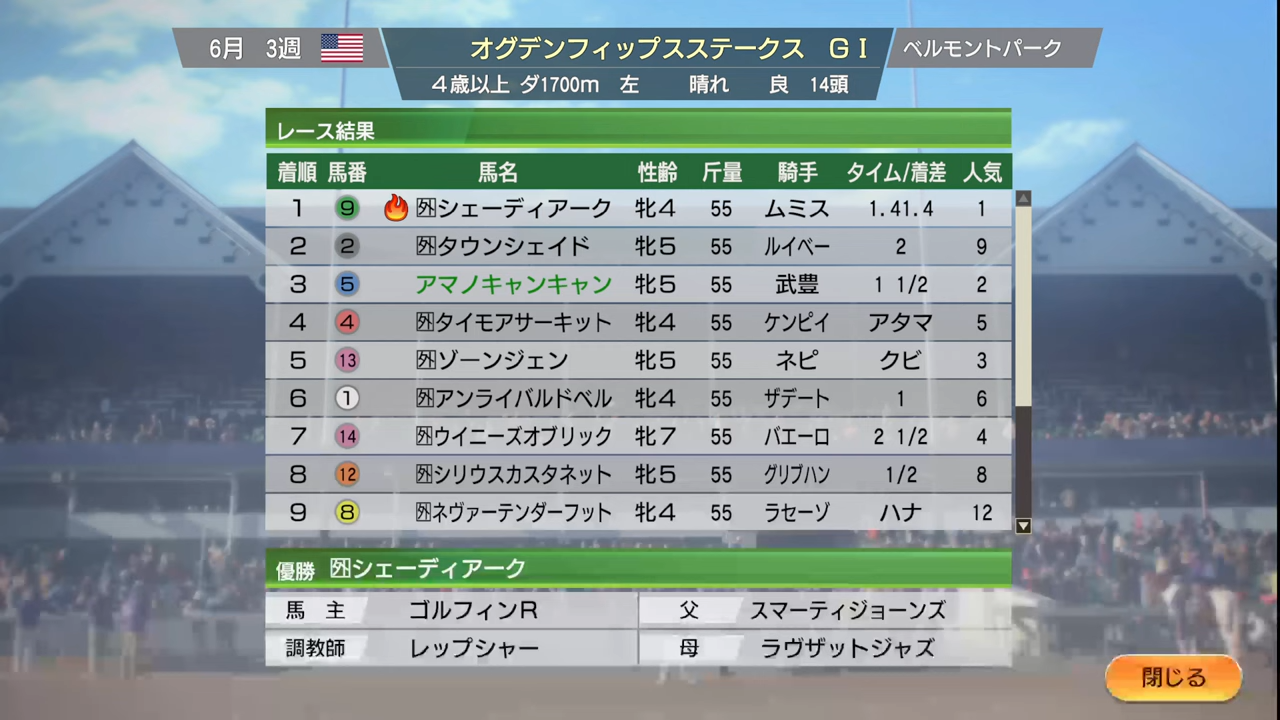 6月 3週 オグデンフィップスステークス GⅠ ベルモントパーク
4歳以上 ダ1700m 左 晴れ 良 14頭
レース結果
着順 馬番 馬名 性齢 斤量 騎手 タイム/着差 人気
1 9 外シェーディアーク 牝4 55 ムミス 1.41.4 1
2 2 外タウンシェイド 牝5 55 ルイベー 2 9
3 5 アマノキャンキャン 牝5 55 武豊 1 1/2 2
4 4 外タイモアサーキット 牝4 55 ケンピイ アタマ 5
5 13 外ゾーンジェン 牝5 55 ネピ クビ 3
6 1 外アンライバルドベル 牝4 55 ザデート 1 6
7 14 外ウイニーズオブリック 牝7 55 バエーロ 2 1/2 4
8 12 外シリウスカスタネット 牝5 55 グリブハン 1/2 8
9 8 外ネヴァーテンダーフット 牝4 55 ラセーゾ ハナ 12
優勝 外シェーディアーク
馬主 ゴルフィンR 父 スマーティジョーンズ
調教師 レップシャー 母 ラヴザットジャズ
閉じる